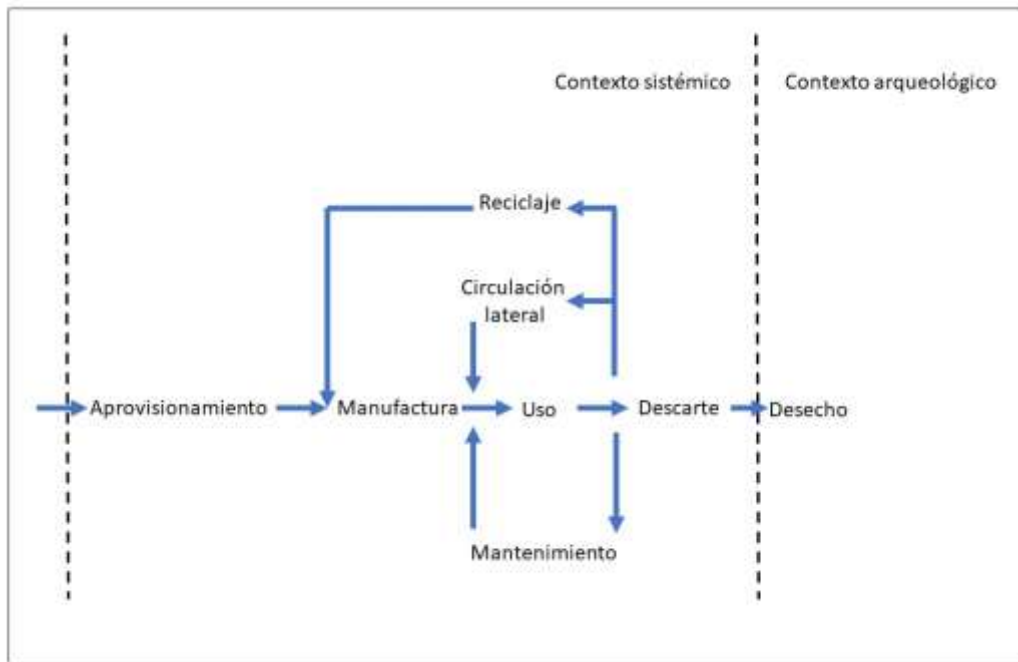 Contexto sistémico
Contexto arqueológico
Reciclaje
Circulación
lateral
Aprovisionamiento
Manufactura
Uso
Descarte
Desecho
Mantenimiento